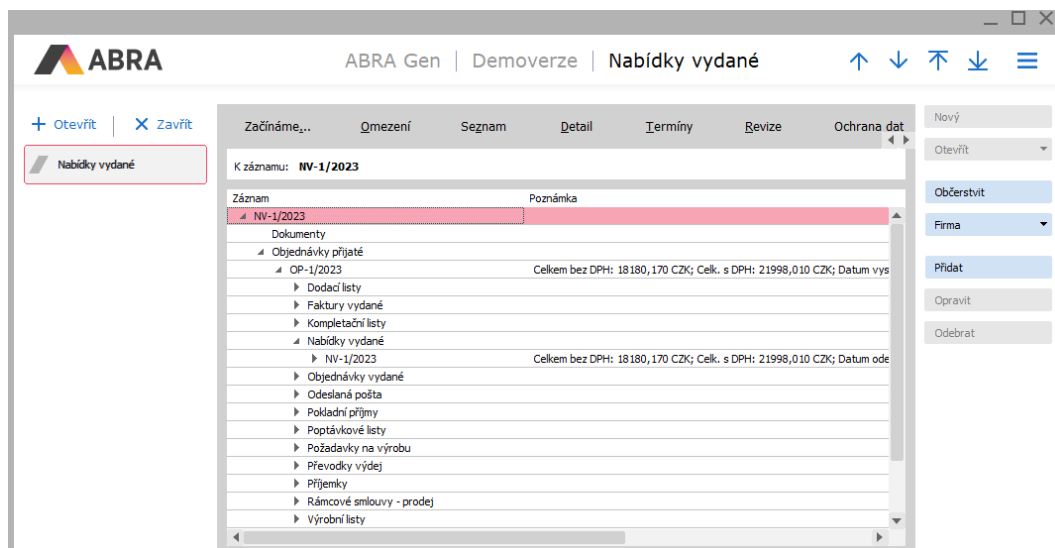 ABRA
ABRA Gen | Demoverze | Nabídky vydané
+ Otevřít | X Zavřít
Nabídky vydané
Začínáme... Omezení Seznam Detail Termíny Revize Ochrana dat
K záznamu: NV-1/2023
Záznam Poznámka
NV-1/2023
Dokumenty
Objednávky přijaté
OP-1/2023 Celkem bez DPH: 18180,170 CZK; Celk. s DPH: 21998,010 CZK; Datum vys
Dodací listy
Faktury vydané
Kompletační listy
Nabídky vydané
NV-1/2023 Celkem bez DPH: 18180,170 CZK; Celk. s DPH: 21998,010 CZK; Datum ode
Objednávky vydané
Odeslaná pošta
Pokladní příjmy
Poptávkové listy
Požadavky na výrobu
Převodky výdej
Příjemky
Rámcové smlouvy - prodej
Výrobní listy
Nový
Otevřít
Občerstvit
Firma
Přidat
Opravit
Odebrat